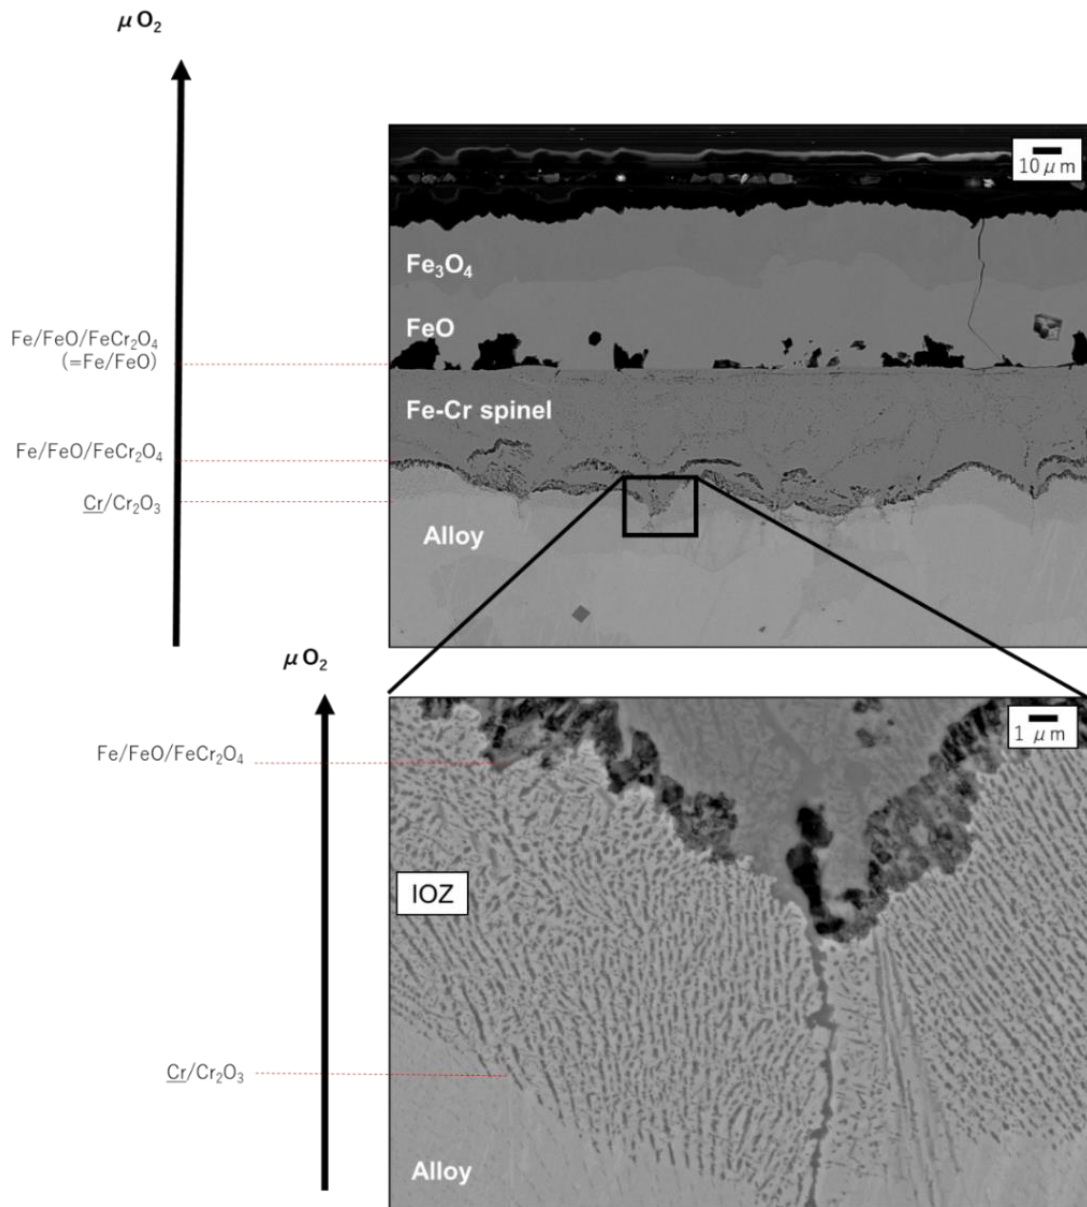 μO₂
10 μm
Fe₃O₄
FeO
Fe/FeO/FeCr₂O₄
(=Fe/FeO)
Fe-Cr spinel
Fe/FeO/FeCr₂O₄
Cr/Cr₂O₃
Alloy
μO₂
1 μm
Fe/FeO/FeCr₂O₄
IOZ
Cr/Cr₂O₃
Alloy